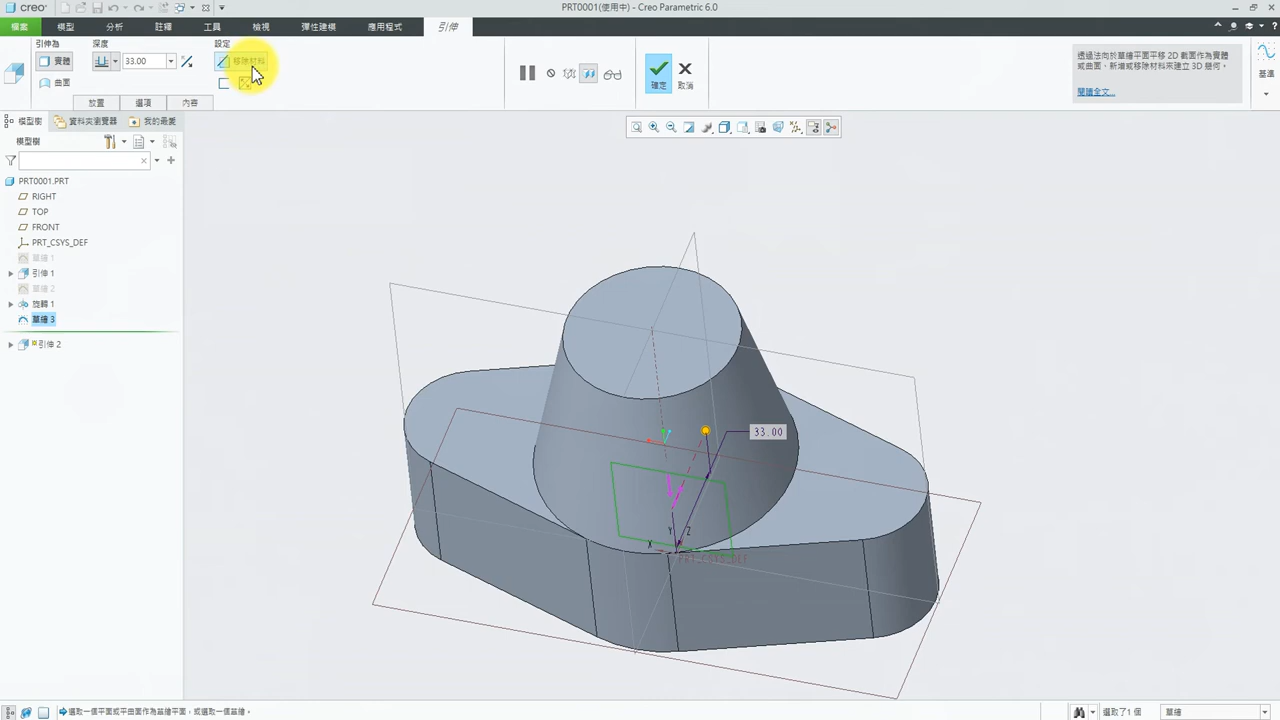 creo
PRT0001(使用中) - Creo Parametric 6.0
檔案 模型 分析 註釋 工具 檢視 彈性建模 應用程式 引伸
引伸為 深度 設定
實體 33.00 移除材料
曲面
確定 取消
放置 選項 內容
透過法向於草繪平面平移 2D 截面作為實體
或曲面。新增或移除材料來建立 3D 幾何。
閱讀全文...
基準
模型樹 資料夾瀏覽器 我的最愛
模型樹
PRT0001.PRT
RIGHT
TOP
FRONT
PRT_CSYS_DEF
草繪 1
引伸 1
草繪 2
旋轉 1
草繪 3
引伸 2
33.00
Y Z
X
PRT_CSYS_DEF
選取一個平面或平曲面作為草繪平面，或選取一個草繪。
選取了1 個 草繪